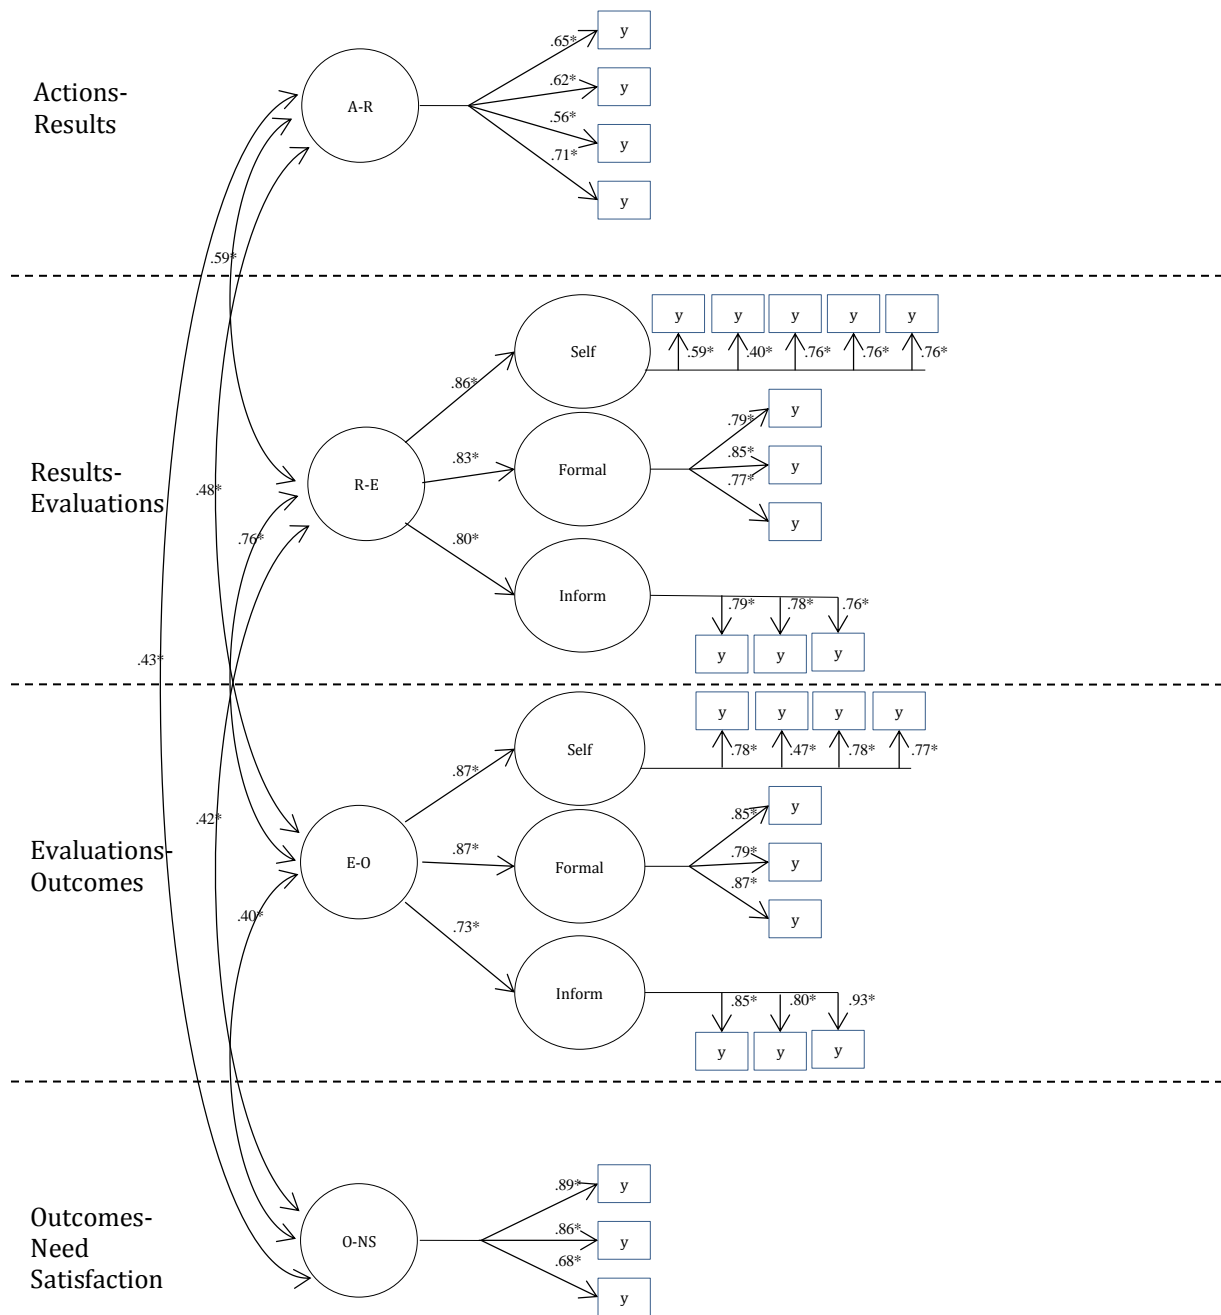 Actions-
Results
A-R
.65*
.62*
.56*
.71*
y
y
y
y
.59*
.48*
.76*
.43*
.42*
.40*
Results-
Evaluations
R-E
.86*
.83*
.80*
Self
y y y y y
.59* .40* .76* .76* .76*
Formal
.79*
.85*
.77*
y
y
y
Inform
.79* .78* .76*
y y y
Evaluations-
Outcomes
E-O
.87*
.87*
.73*
Self
y y y y
.78* .47* .78* .77*
Formal
.85*
.79*
.87*
y
y
y
Inform
.85* .80* .93*
y y y
Outcomes-
Need
Satisfaction
O-NS
.89*
.86*
.68*
y
y
y